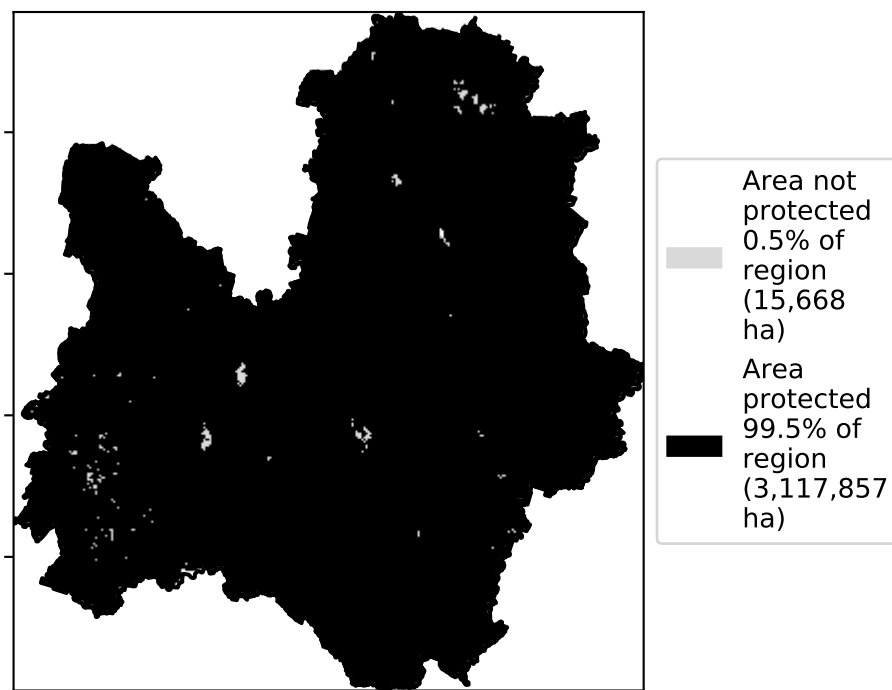 Area not
protected
0.5% of
region
(15,668
ha)
Area
protected
99.5% of
region
(3,117,857
ha)